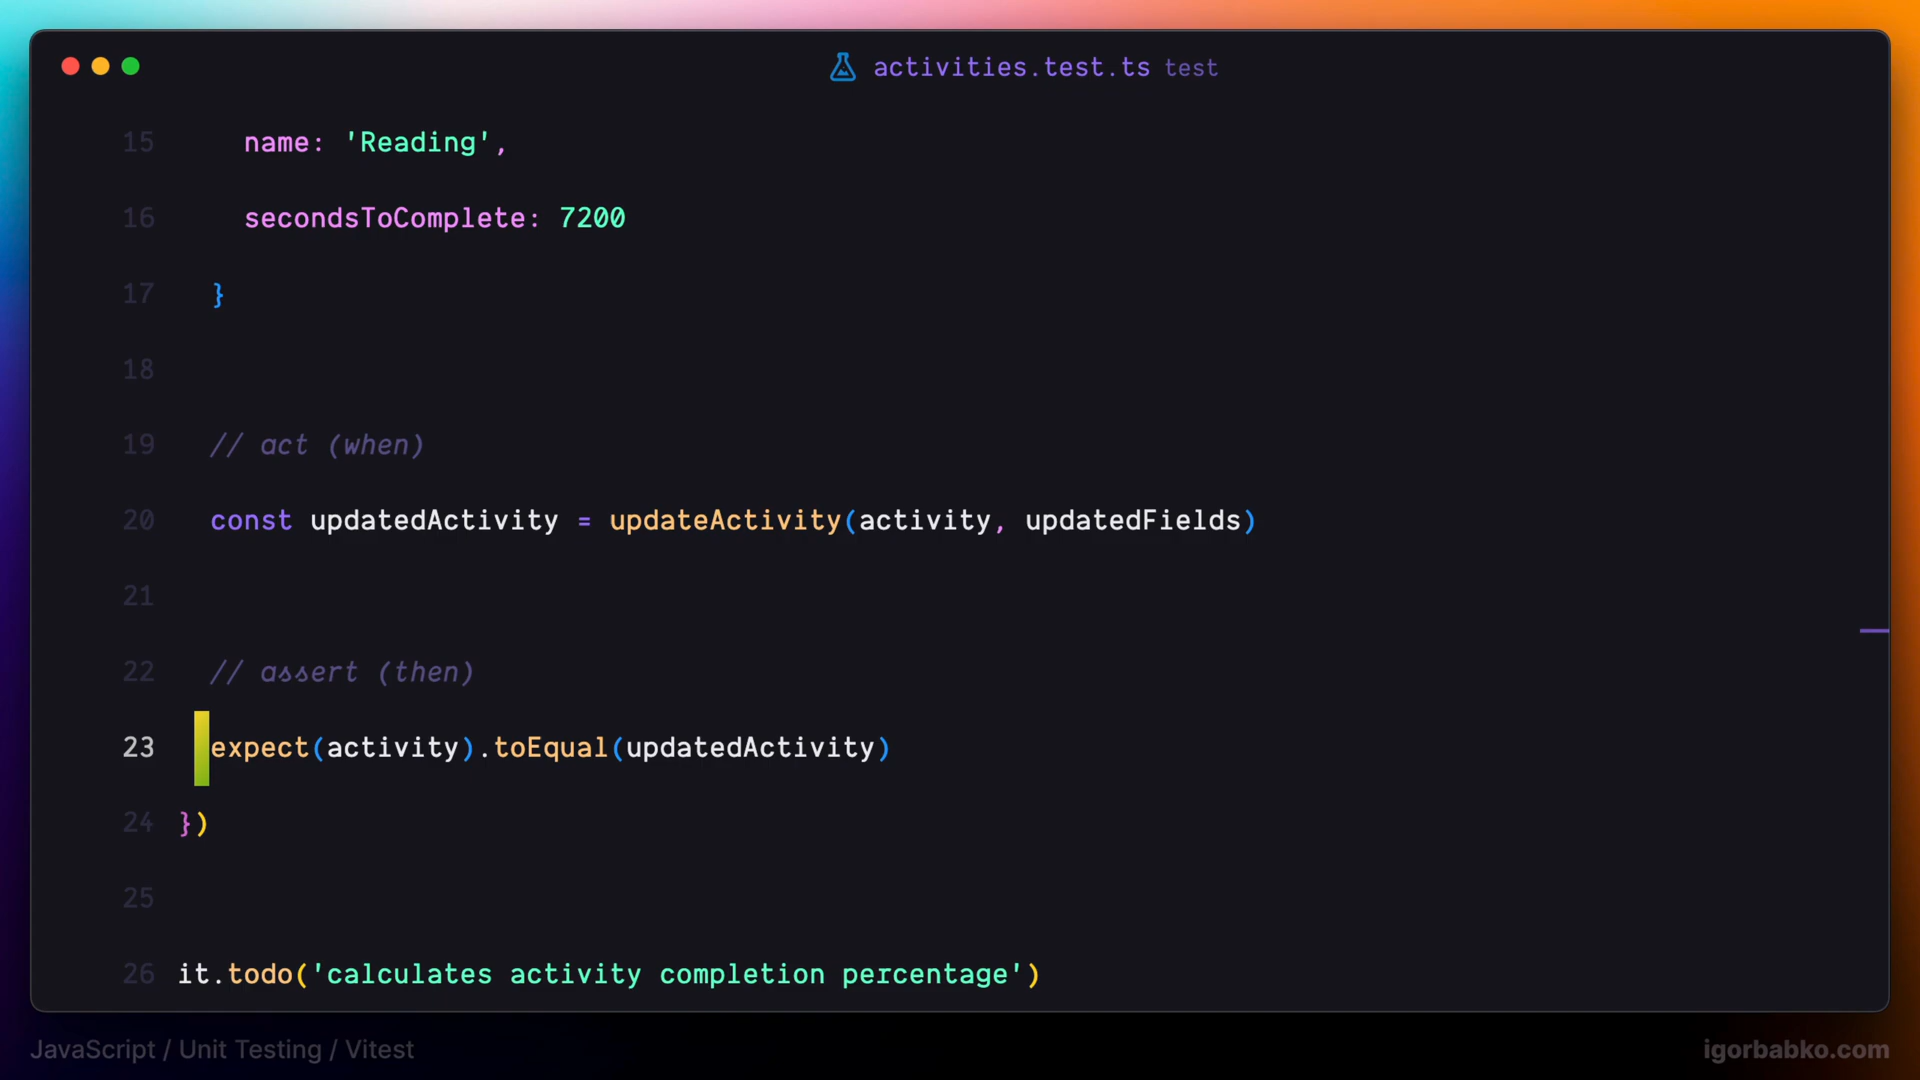 activities.test.ts test
15 name: 'Reading',
16 secondsToComplete: 7200
17 }
18
19 // act (when)
20 const updatedActivity = updateActivity(activity, updatedFields)
21
22 // assert (then)
23 expect(activity).toEqual(updatedActivity)
24 })
25
26 it.todo('calculates activity completion percentage')
JavaScript / Unit Testing / Vitest
igorbabko.com